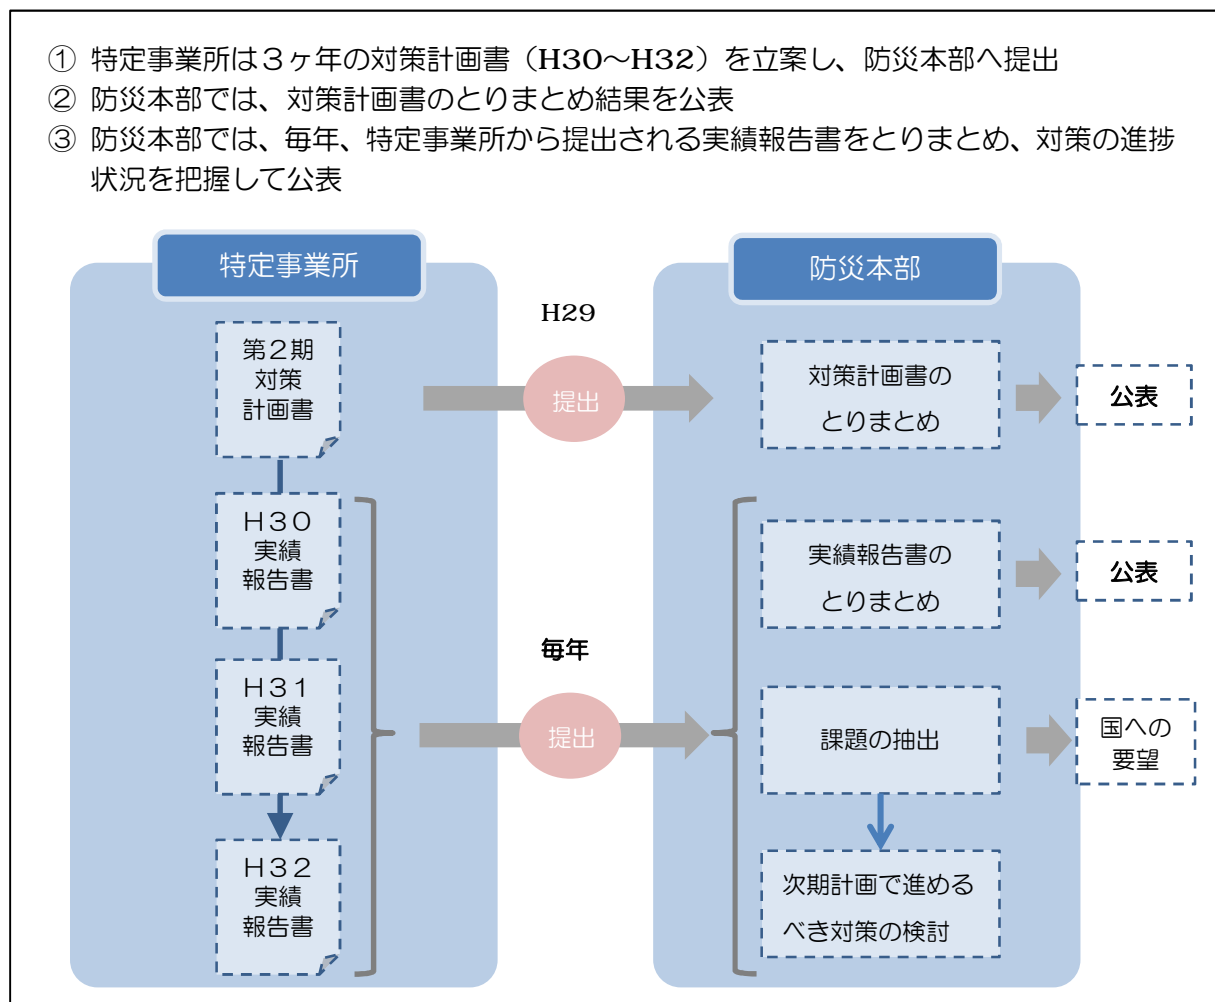 ① 特定事業所は３ヶ年の対策計画書（H30～H32）を立案し、防災本部へ提出
② 防災本部では、対策計画書のとりまとめ結果を公表
③ 防災本部では、毎年、特定事業所から提出される実績報告書をとりまとめ、対策の進捗
状況を把握して公表
特定事業所
防災本部
H29
第２期
対策
計画書
提出
対策計画書の
とりまとめ
公表
Ｈ３０
実績
報告書
実績報告書の
とりまとめ
公表
毎年
Ｈ３１
実績
報告書
提出
課題の抽出
国への
要望
Ｈ３２
実績
報告書
次期計画で進める
べき対策の検討